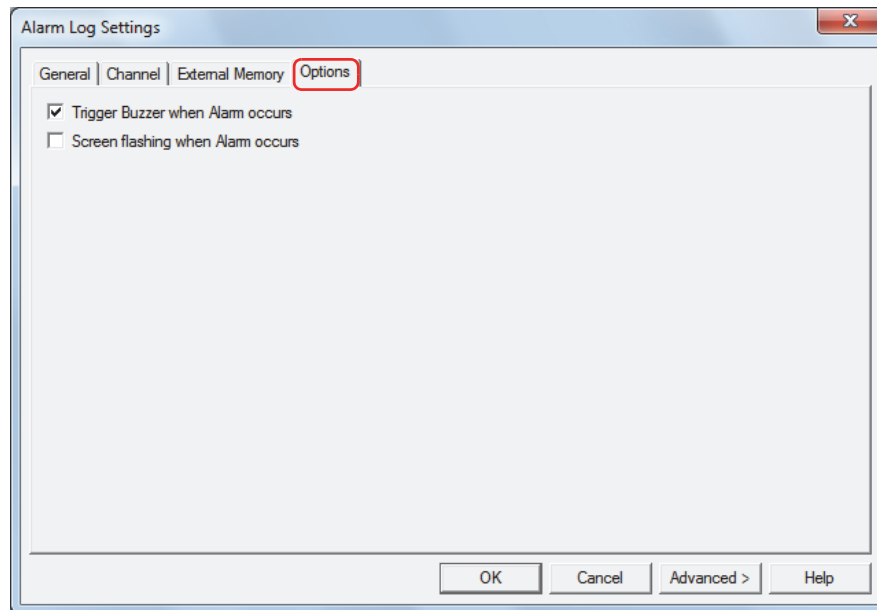 Alarm Log Settings
General Channel External Memory Options
Trigger Buzzer when Alarm occurs
Screen flashing when Alarm occurs
OK Cancel Advanced > Help